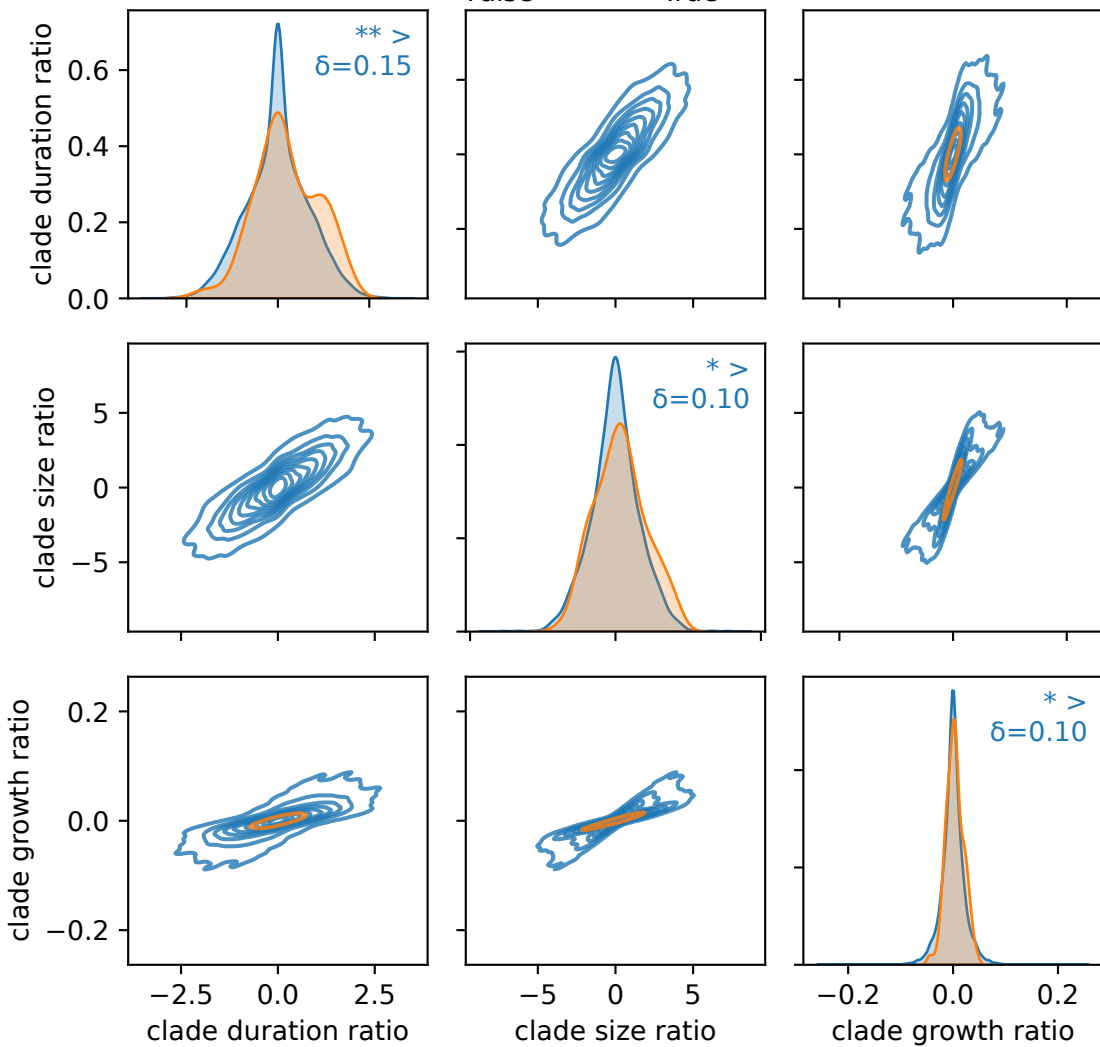 clade duration ratio
0.6
0.4
0.2
0.0
** >
δ=0.15
clade size ratio
5
0
−5
* >
δ=0.10
clade growth ratio
0.2
0.0
−0.2
* >
δ=0.10
−2.5 0.0 2.5
−5 0 5
−0.2 0.0 0.2
clade duration ratio
clade size ratio
clade growth ratio